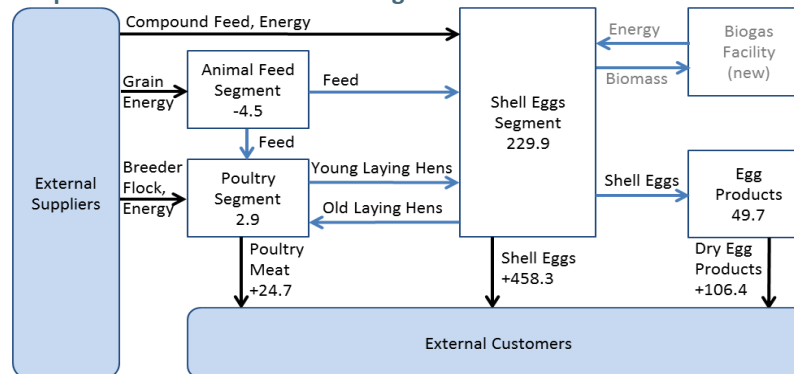 Compound Feed, Energy
Energy
Biomass
Biogas
Facility
(new)
Grain
Energy
Animal Feed
Segment
-4.5
Feed
Feed
Shell Eggs
Segment
229.9
External
Suppliers
Breeder
Flock,
Energy
Poultry
Segment
2.9
Young Laying Hens
Old Laying Hens
Shell Eggs
Egg
Products
49.7
Poultry
Meat
+24.7
Shell Eggs
+458.3
Dry Egg
Products
+106.4
External Customers